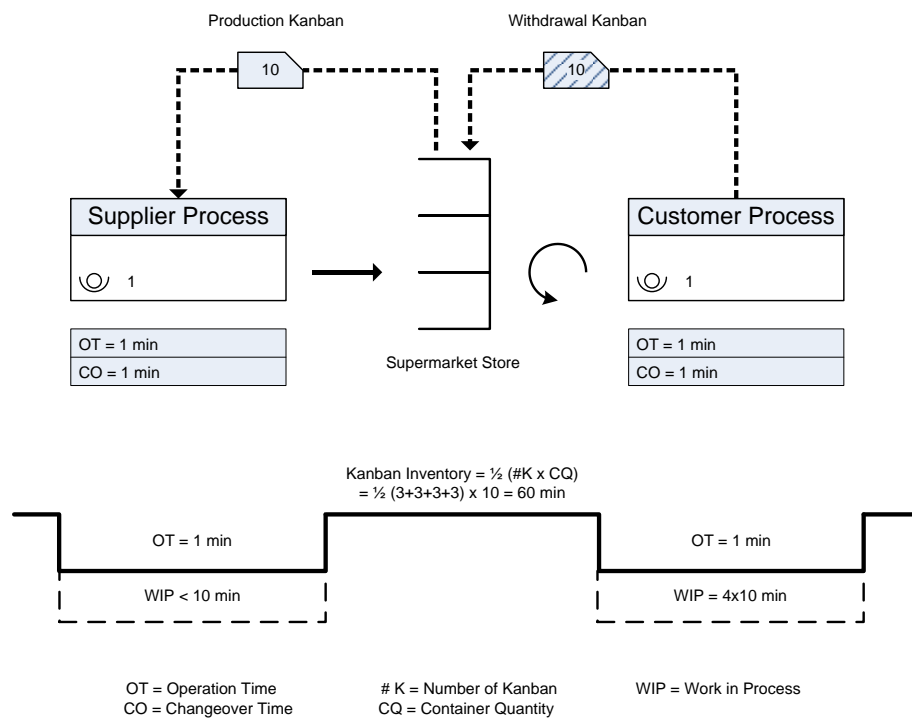 Production Kanban
Withdrawal Kanban
10
10
Supplier Process
1
OT = 1 min
CO = 1 min
Supermarket Store
Customer Process
1
OT = 1 min
CO = 1 min
Kanban Inventory = ½ (#K x CQ)
= ½ (3+3+3+3) x 10 = 60 min
OT = 1 min
WIP < 10 min
OT = 1 min
WIP = 4x10 min
OT = Operation Time
CO = Changeover Time
# K = Number of Kanban
CQ = Container Quantity
WIP = Work in Process